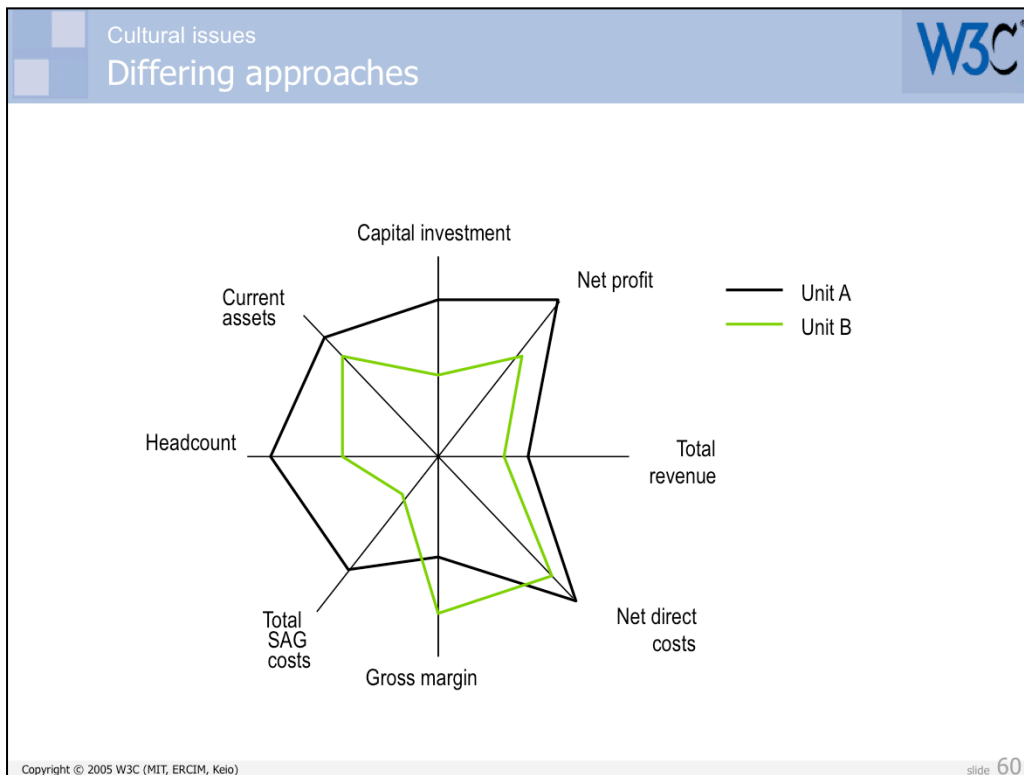 Cultural issues
Differing approaches
W3C®
Capital investment
Net profit
Current
assets
Unit A
Unit B
Headcount
Total
revenue
Total
SAG
costs
Net direct
costs
Gross margin
Copyright © 2005 W3C (MIT, ERCIM, Keio)
slide 60